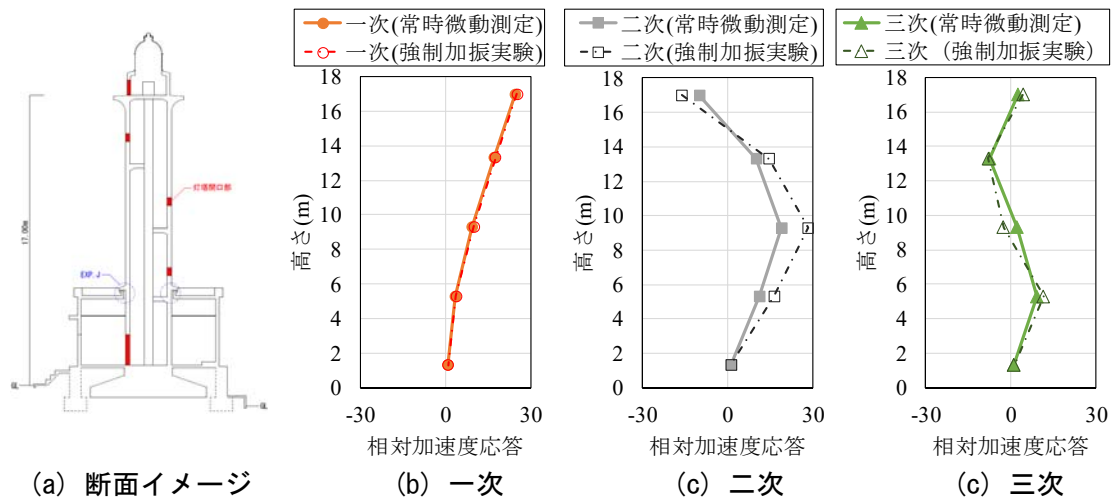 一次(常時微動測定)
一次(強制加振実験)
二次(常時微動測定)
二次(強制加振実験)
三次(常時微動測定)
三次（強制加振実験）
17.00m
灯塔開口部
EXP.J
GL
GL
高さ(m)
18
16
14
12
10
8
6
4
2
0
-30
0
30
相対加速度応答
高さ(m)
18
16
14
12
10
8
6
4
2
0
-30
0
30
相対加速度応答
高さ(m)
18
16
14
12
10
8
6
4
2
0
-30
0
30
相対加速度応答
(a) 断面イメージ
(b) 一次
(c) 二次
(c) 三次